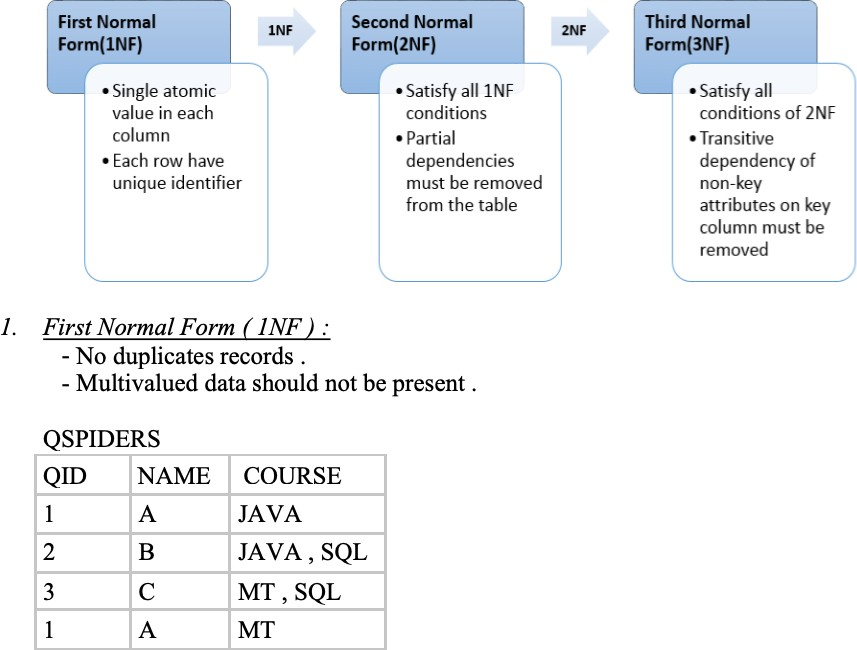 First Normal
Form(1NF)
• Single atomic
value in each
column
• Each row have
unique identifier
1NF
Second Normal
Form(2NF)
• Satisfy all 1NF
conditions
• Partial
dependencies
must be removed
from the table
2NF
Third Normal
Form(3NF)
• Satisfy all
conditions of 2NF
• Transitive
dependency of
non-key
attributes on key
column must be
removed
1. First Normal Form ( 1NF ) :
- No duplicates records .
- Multivalued data should not be present .
QSPIDERS
QID NAME COURSE
1 A JAVA
2 B JAVA , SQL
3 C MT , SQL
1 A MT